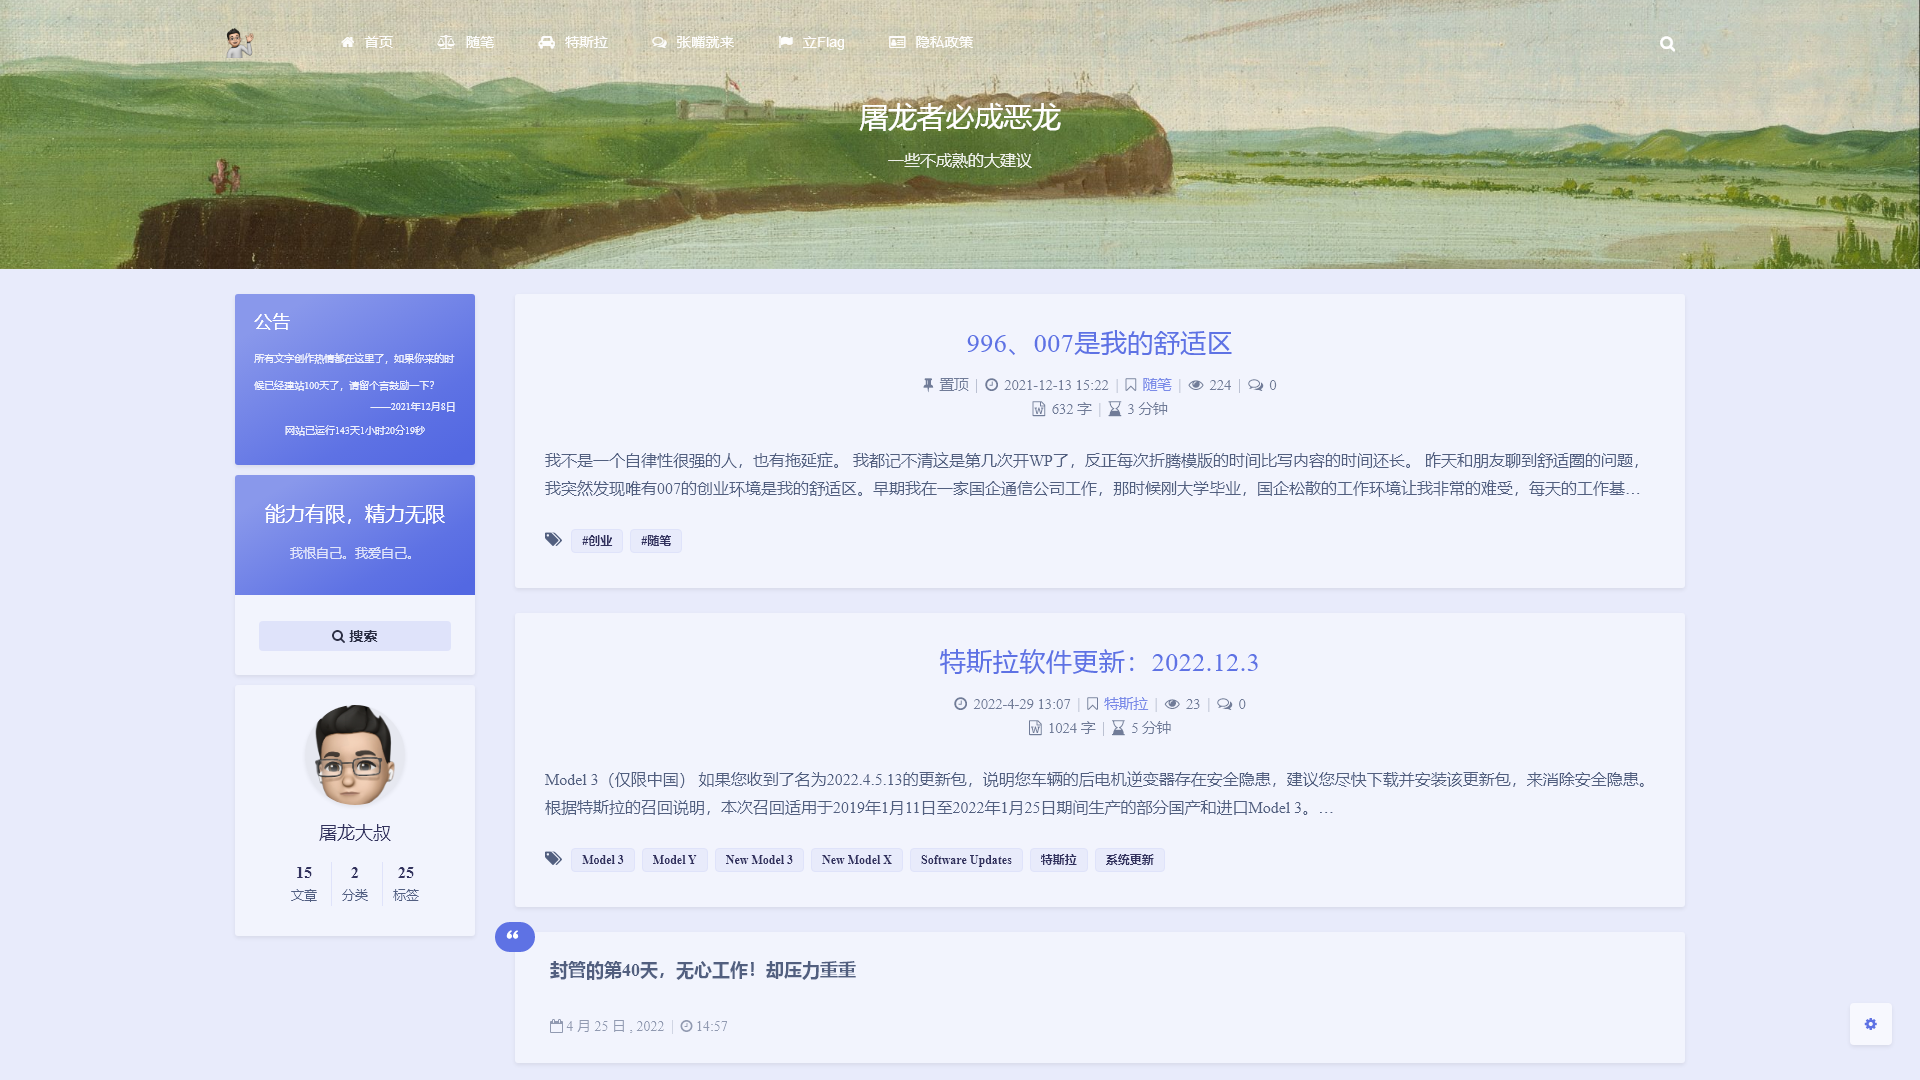 首页 随笔 特斯拉 张嘴就来 立Flag 隐私政策
屠龙者必成恶龙
一些不成熟的大建议
公告
所有文字创作热情都在这里了，如果你来的时
候已经建站100天了，请留个言鼓励一下？
——2021年12月8日
网站已运行143天1小时20分19秒
能力有限，精力无限
我恨自己。我爱自己。
搜索
屠龙大叔
15 2 25
文章 分类 标签
996、007是我的舒适区
置顶 | 2021-12-13 15:22 | 随笔 | 224 | 0
632 字 | 3 分钟
我不是一个自律性很强的人，也有拖延症。 我都记不清这是第几次开WP了，反正每次折腾模版的时间比写内容的时间还长。 昨天和朋友聊到舒适圈的问题，
我突然发现唯有007的创业环境是我的舒适区。早期我在一家国企通信公司工作，那时候刚大学毕业，国企松散的工作环境让我非常的难受，每天的工作基…
#创业 #随笔
特斯拉软件更新：2022.12.3
2022-4-29 13:07 | 特斯拉 | 23 | 0
1024 字 | 5 分钟
Model 3（仅限中国） 如果您收到了名为2022.4.5.13的更新包，说明您车辆的后电机逆变器存在安全隐患，建议您尽快下载并安装该更新包，来消除安全隐患。
根据特斯拉的召回说明，本次召回适用于2019年1月11日至2022年1月25日期间生产的部分国产和进口Model 3。…
Model 3 Model Y New Model 3 New Model X Software Updates 特斯拉 系统更新
封管的第40天，无心工作！却压力重重
4 月 25 日 , 2022 | 14:57